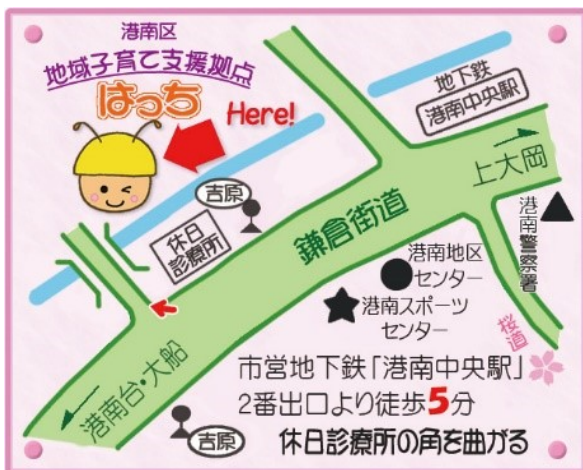 港南区
地域子育て支援拠点
はっち
Here!
地下鉄
港南中央駅
上大岡
吉原
休日
診療所
鎌倉街道
港南警察署
港南地区
センター
港南スポーツ
センター
桜道
港南台・大船
吉原
市営地下鉄「港南中央駅」
2番出口より徒歩5分
休日診療所の角を曲がる